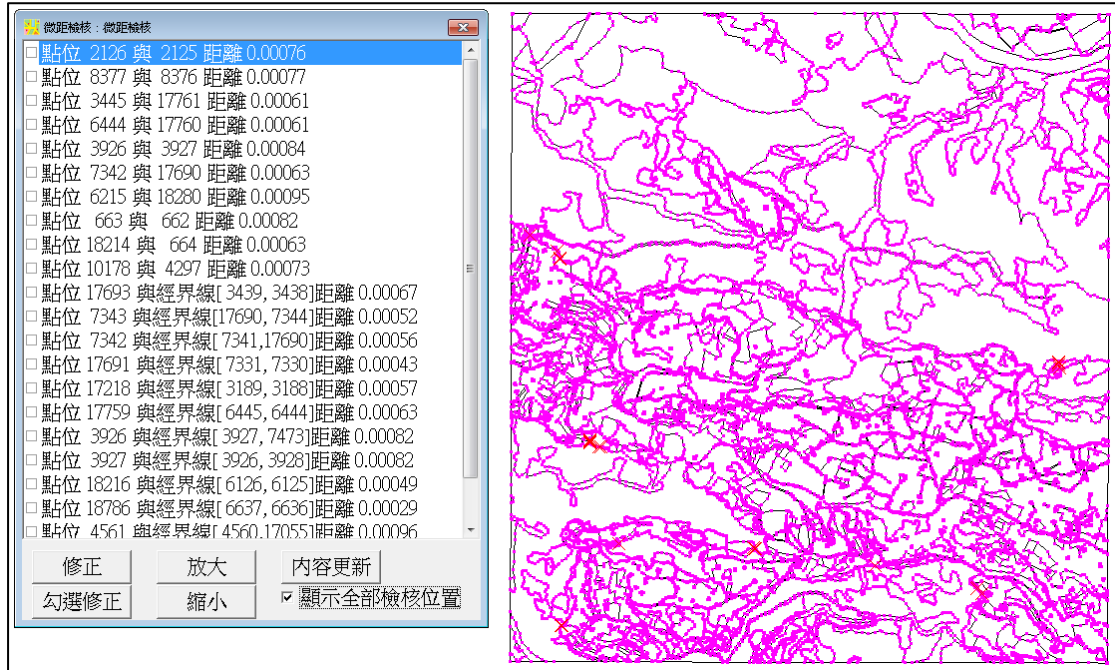 微距檢核：微距檢核
點位 2126 與 2125 距離 0.00076
點位 8377 與 8376 距離 0.00077
點位 3445 與 17761 距離 0.00061
點位 6444 與 17760 距離 0.00061
點位 3926 與 3927 距離 0.00084
點位 7342 與 17690 距離 0.00063
點位 6215 與 18280 距離 0.00095
點位 663 與 662 距離 0.00082
點位 18214 與 664 距離 0.00063
點位 10178 與 4297 距離 0.00073
點位 17693 與經界線[ 3439, 3438]距離 0.00067
點位 7343 與經界線[17690, 7344]距離 0.00052
點位 7342 與經界線[ 7341,17690]距離 0.00056
點位 17691 與經界線[ 7331, 7330]距離 0.00043
點位 17218 與經界線[ 3189, 3188]距離 0.00057
點位 17759 與經界線[ 6445, 6444]距離 0.00063
點位 3926 與經界線[ 3927, 7473]距離 0.00082
點位 3927 與經界線[ 3926, 3928]距離 0.00082
點位 18216 與經界線[ 6126, 6125]距離 0.00049
點位 18786 與經界線[ 6637, 6636]距離 0.00029
點位 4561 與經界線[ 4560,17055]距離 0.00096
修正 放大 內容更新
勾選修正 縮小 顯示全部檢核位置